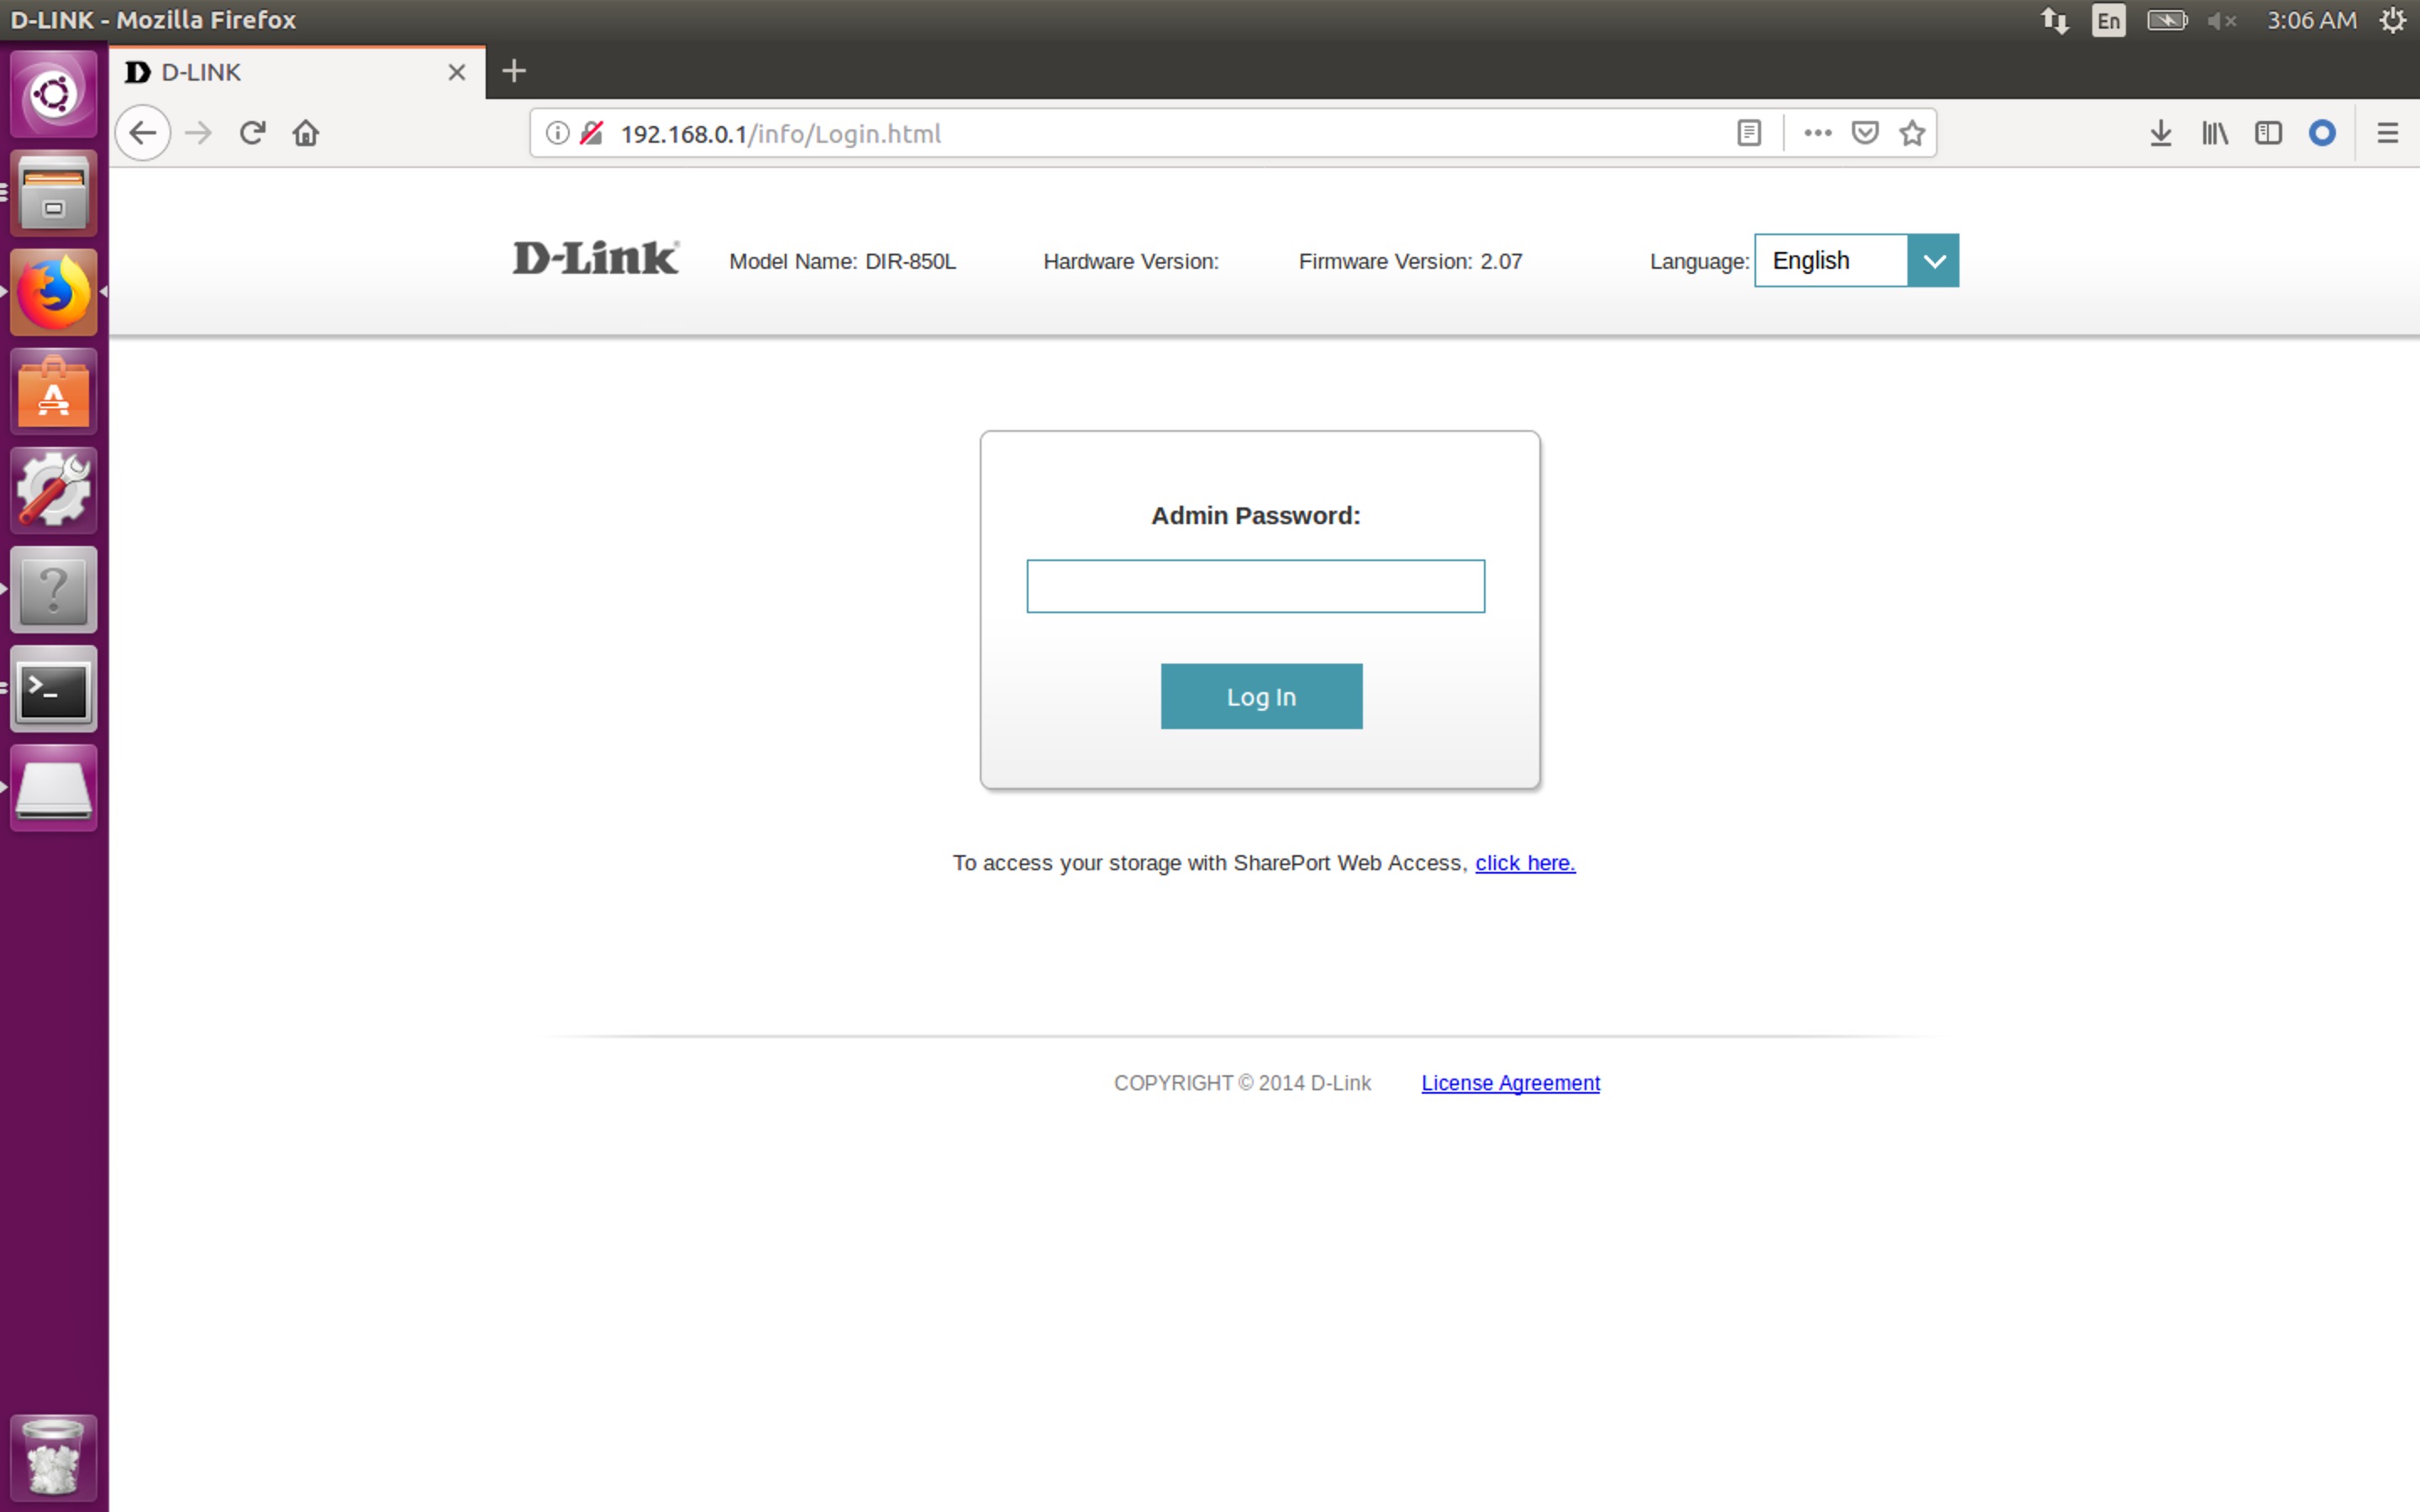 D-LINK - Mozilla Firefox
En
3:06 AM
D-LINK
192.168.0.1/info/Login.html
D-Link Model Name: DIR-850L Hardware Version: Firmware Version: 2.07 Language: English
Admin Password:
Log In
To access your storage with SharePort Web Access, click here.
COPYRIGHT © 2014 D-Link License Agreement